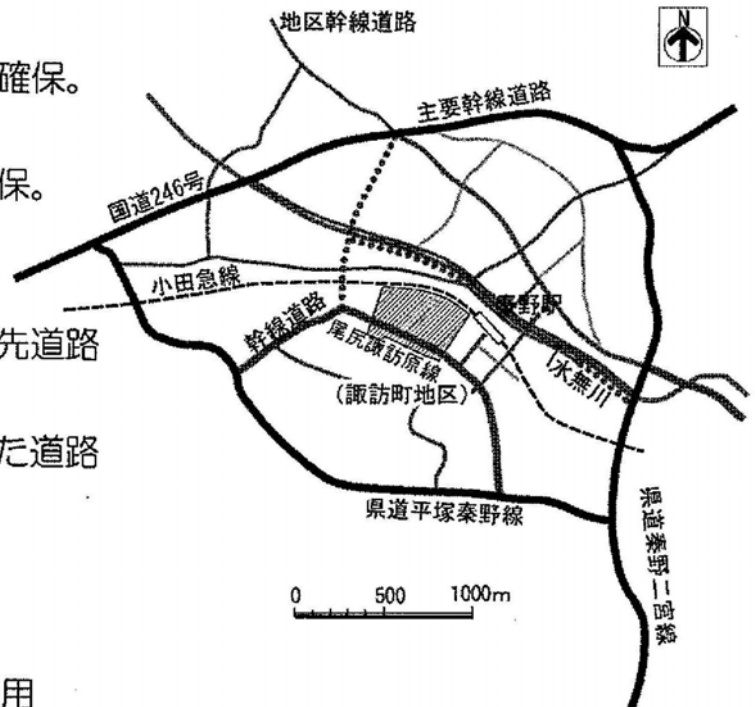 確保。
保。
先道路
た道路
用
地区幹線道路
N
主要幹線道路
国道246号
小田急線
秦野駅
幹線道路
尾尻諏訪原線
(諏訪町地区)
水無川
県道平塚秦野線
県道秦野二宮線
0 500 1000m